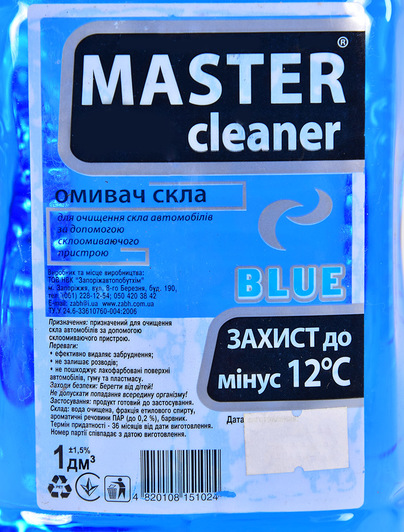 MASTER®
cleaner
омивач скла
для очищення скла автомобілів
за допомогою
склоомиваючого
пристрою
BLUE
Виробник та місце виробництва:
ТОВ НВК "Запоріжавтопобутхім"
м. Запоріжжя, вул. 8-го Березня, буд. 190,
тел. (061) 228-12-54; 050 420 38 42
e-mail: zabh@i.ua www.zabh.com.ua
ТУ.У 24.6-33610760-004:2006
ЗАХИСТ до
мінус 12°С
Призначення: призначений для очищення
скла автомобілів за допомогою
склоомиваючого пристрою.
Переваги:
• ефективно видаляє забруднення;
• не залишає розводів;
• не пошкоджує лакофарбовані поверхні
автомобілів, гуму та пластмасу.
Заходи безпеки: Берегти від дітей!
Не допускати попадання всередину організму!
Застосування: продукт готовий до застосування.
Склад: вода очищена, фракція етилового спирту,
ароматичні речовини ПАР (до 0,2 %), барвник.
Термін придатності - 36 місяців від дати виготовлення.
Номер партії співпадає з датою виготовлення.
Дата
1 дм³ ±1,5%
PET
4 820108 151024